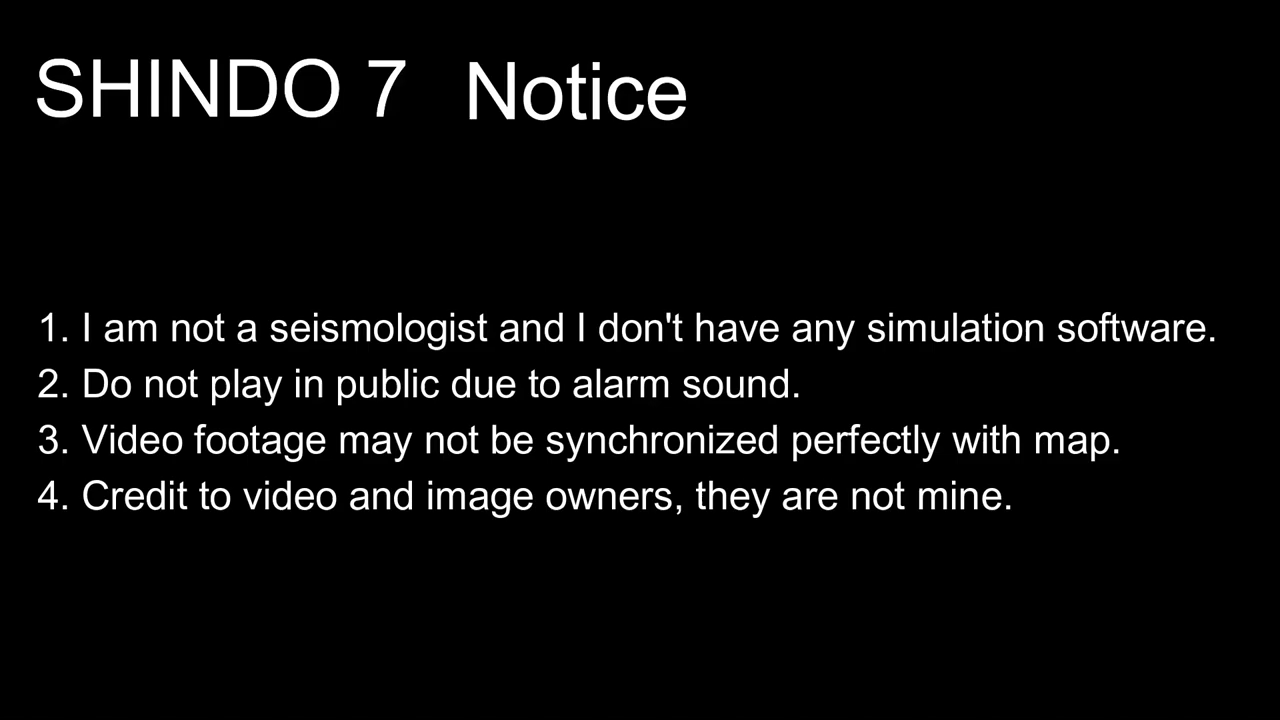 SHINDO 7 Notice
1. I am not a seismologist and I don't have any simulation software.
2. Do not play in public due to alarm sound.
3. Video footage may not be synchronized perfectly with map.
4. Credit to video and image owners, they are not mine.